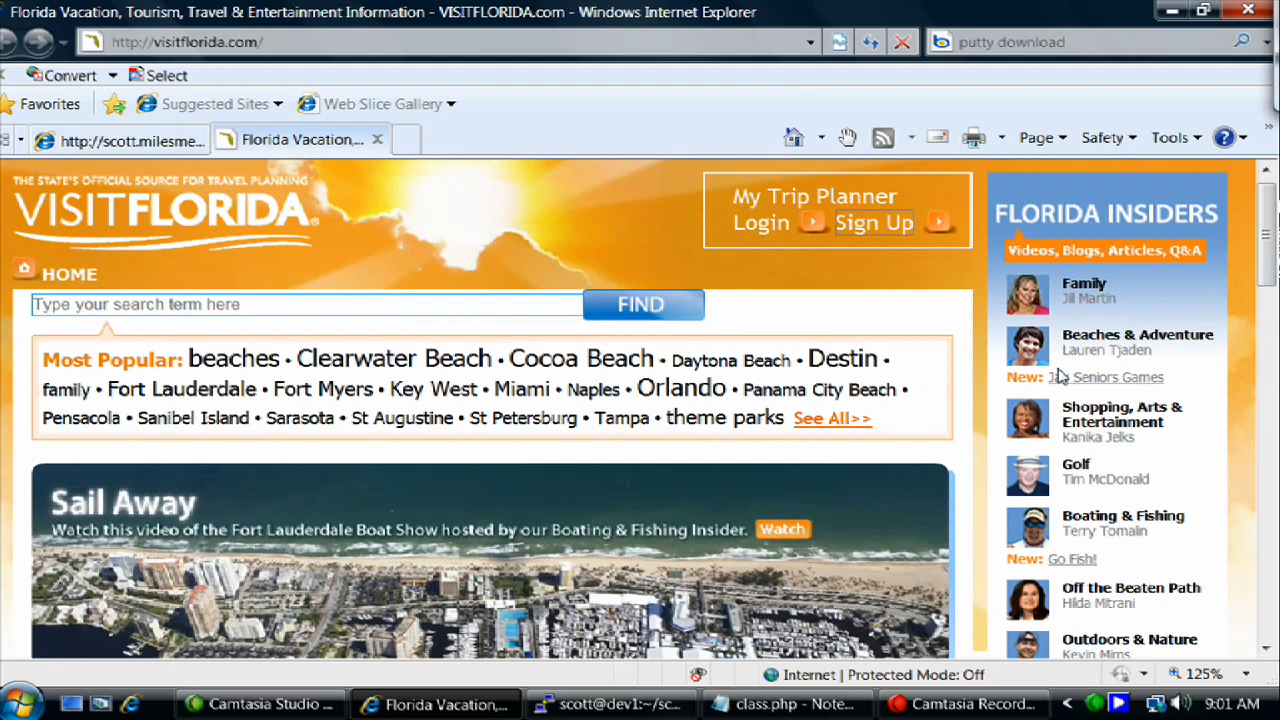 Florida Vacation, Tourism, Travel & Entertainment Information - VISITFLORIDA.com - Windows Internet Explorer
http://visitflorida.com/
putty download
Convert Select
Favorites Suggested Sites Web Slice Gallery
http://scott.milesme... Florida Vacation,... Page Safety Tools
THE STATE'S OFFICIAL SOURCE FOR TRAVEL PLANNING
VISITFLORIDA®
My Trip Planner
Login Sign Up
HOME
Type your search term here FIND
Most Popular: beaches • Clearwater Beach • Cocoa Beach • Daytona Beach • Destin •
family • Fort Lauderdale • Fort Myers • Key West • Miami • Naples • Orlando • Panama City Beach •
Pensacola • Sanibel Island • Sarasota • St Augustine • St Petersburg • Tampa • theme parks See All>>
Sail Away
Watch this video of the Fort Lauderdale Boat Show hosted by our Boating & Fishing Insider. Watch
FLORIDA INSIDERS
Videos, Blogs, Articles, Q&A
Family
Jill Martin
Beaches & Adventure
Lauren Tjaden
New: Seniors Games
Shopping, Arts &
Entertainment
Kanika Jelks
Golf
Tim McDonald
Boating & Fishing
Terry Tomalin
New: Go Fish!
Off the Beaten Path
Hilda Mitrani
Outdoors & Nature
Kevin Mims
Internet | Protected Mode: Off 125%
Camtasia Studio ... Florida Vacation,... scott@dev1:~/sc... class.php - Note... Camtasia Record... 9:01 AM